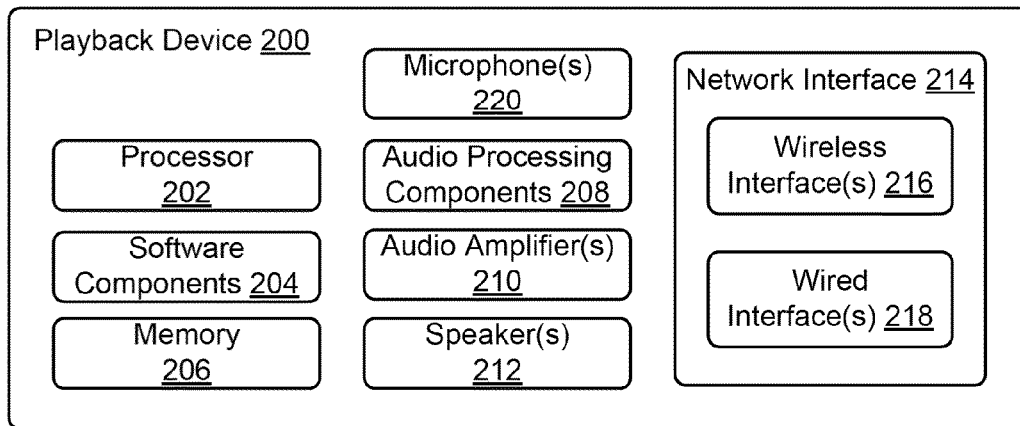 Playback Device 200
Processor
202
Software
Components 204
Memory
206
Microphone(s)
220
Audio Processing
Components 208
Audio Amplifier(s)
210
Speaker(s)
212
Network Interface 214
Wireless
Interface(s) 216
Wired
Interface(s) 218